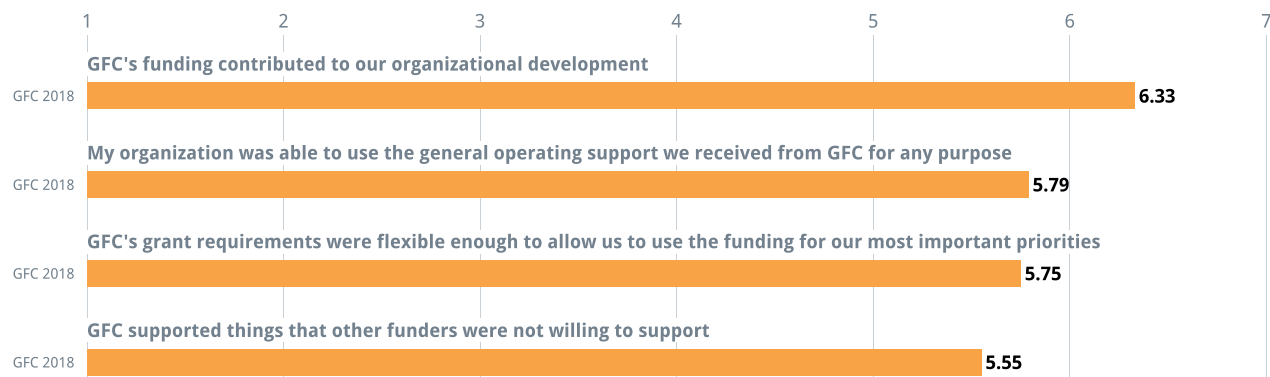 1 2 3 4 5 6 7
GFC's funding contributed to our organizational development
GFC 2018 6.33
My organization was able to use the general operating support we received from GFC for any purpose
GFC 2018 5.79
GFC's grant requirements were flexible enough to allow us to use the funding for our most important priorities
GFC 2018 5.75
GFC supported things that other funders were not willing to support
GFC 2018 5.55